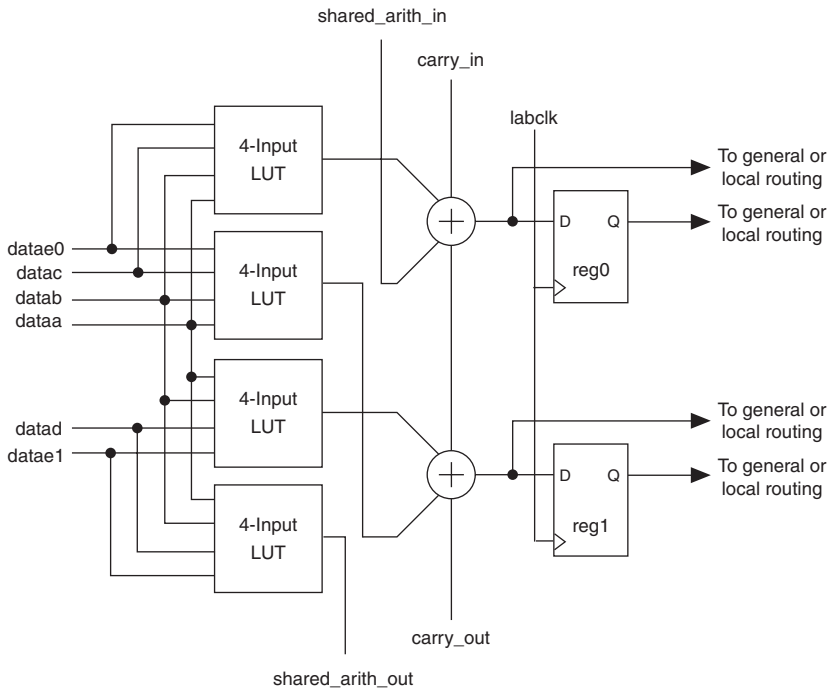 shared_arith_in
carry_in
labclk
4-Input
LUT
To general or
local routing
D Q
reg0
To general or
local routing
datae0
datac
datab
dataa
4-Input
LUT
4-Input
LUT
To general or
local routing
datad
datae1
D Q
reg1
To general or
local routing
4-Input
LUT
carry_out
shared_arith_out